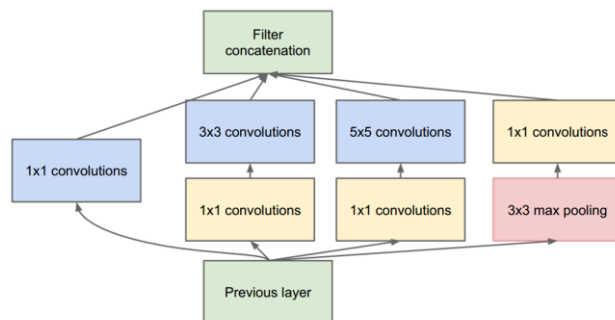 Filter
concatenation
3x3 convolutions
5x5 convolutions
1x1 convolutions
1x1 convolutions
1x1 convolutions
1x1 convolutions
3x3 max pooling
Previous layer